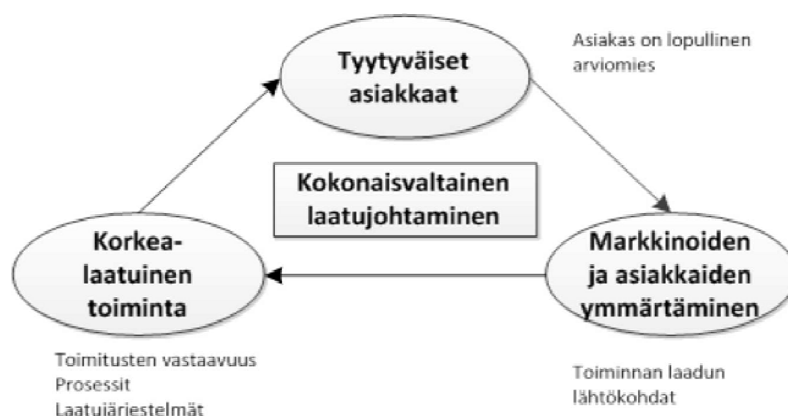 Tyytyväiset
asiakkaat
Asiakas on lopullinen
arviomies
Kokonaisvaltainen
laatujohtaminen
Korkea-
laatuinen
toiminta
Markkinoiden
ja asiakkaiden
ymmärtäminen
Toimitusten vastaavuus
Prosessit
Laatujärjestelmät
Toiminnan laadun
lähtökohdat